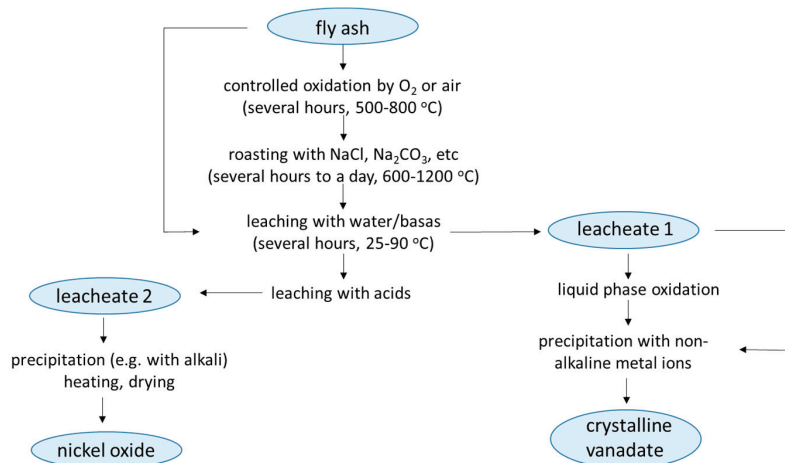 fly ash
controlled oxidation by O₂ or air
(several hours, 500-800 °C)
roasting with NaCl, Na₂CO₃, etc
(several hours to a day, 600-1200 °C)
leaching with water/basas
(several hours, 25-90 °C)
leacheate 1
leacheate 2
leaching with acids
liquid phase oxidation
precipitation (e.g. with alkali)
heating, drying
precipitation with non-
alkaline metal ions
nickel oxide
crystalline
vanadate